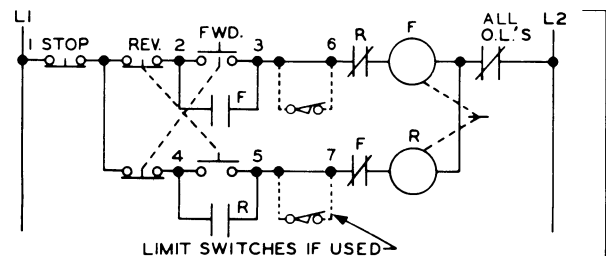 L1 FWD. ALL L2
1 STOP REV. 2 3 6 R F O.L.'S
F
R
4 5 7 F
R
LIMIT SWITCHES IF USED